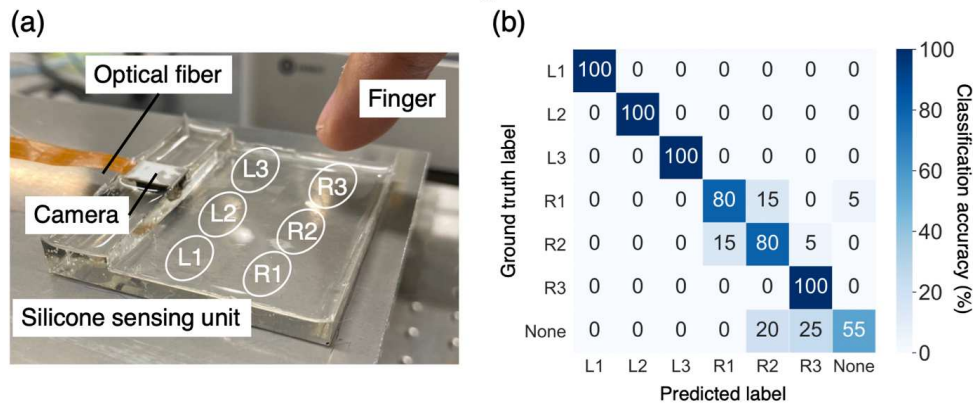 (a)
Optical fiber
Finger
Camera
L3
R3
L2
R2
L1
R1
Silicone sensing unit
(b)
Ground truth label
L1 100 0 0 0 0 0 0
L2 0 100 0 0 0 0 0
L3 0 0 100 0 0 0 0
R1 0 0 0 80 15 0 5
R2 0 0 0 15 80 5 0
R3 0 0 0 0 0 100 0
None 0 0 0 0 20 25 55
L1 L2 L3 R1 R2 R3 None
Predicted label
100
80
60
40
20
0
Classification accuracy (%)